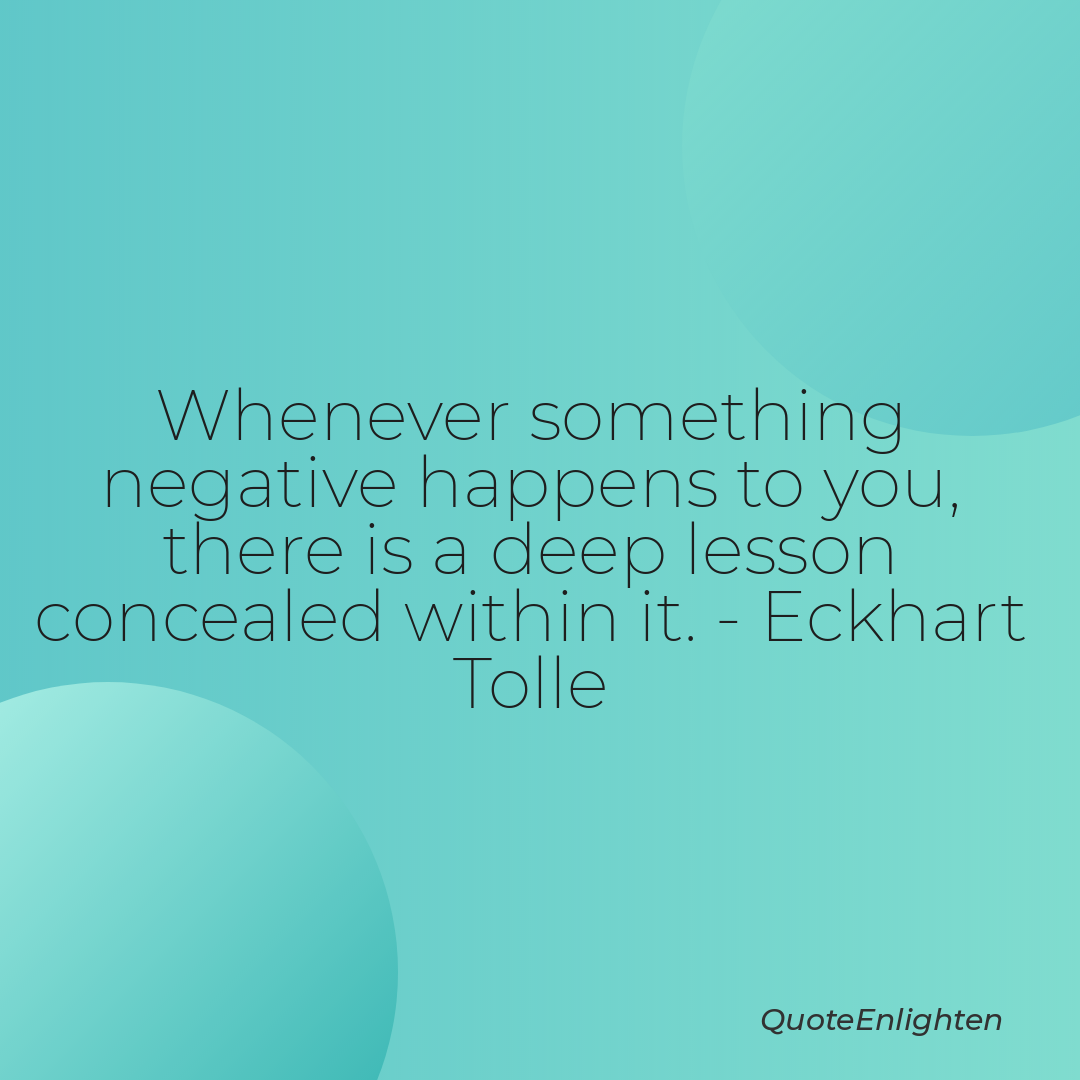 Whenever something
negative happens to you,
there is a deep lesson
concealed within it. - Eckhart
Tolle
QuoteEnlighten